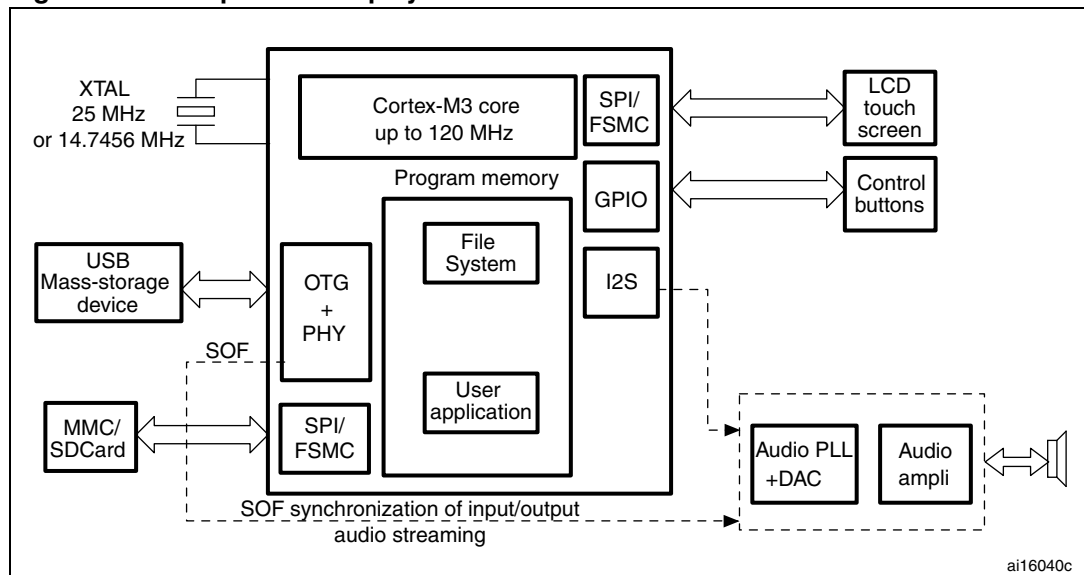 XTAL
25 MHz
or 14.7456 MHz
Cortex-M3 core
up to 120 MHz
SPI/
FSMC
LCD
touch
screen
Program memory
GPIO
Control
buttons
File
System
USB
Mass-storage
device
OTG
+
PHY
I2S
SOF
User
application
MMC/
SDCard
SPI/
FSMC
Audio PLL
+DAC
Audio
ampli
SOF synchronization of input/output
audio streaming
ai16040c